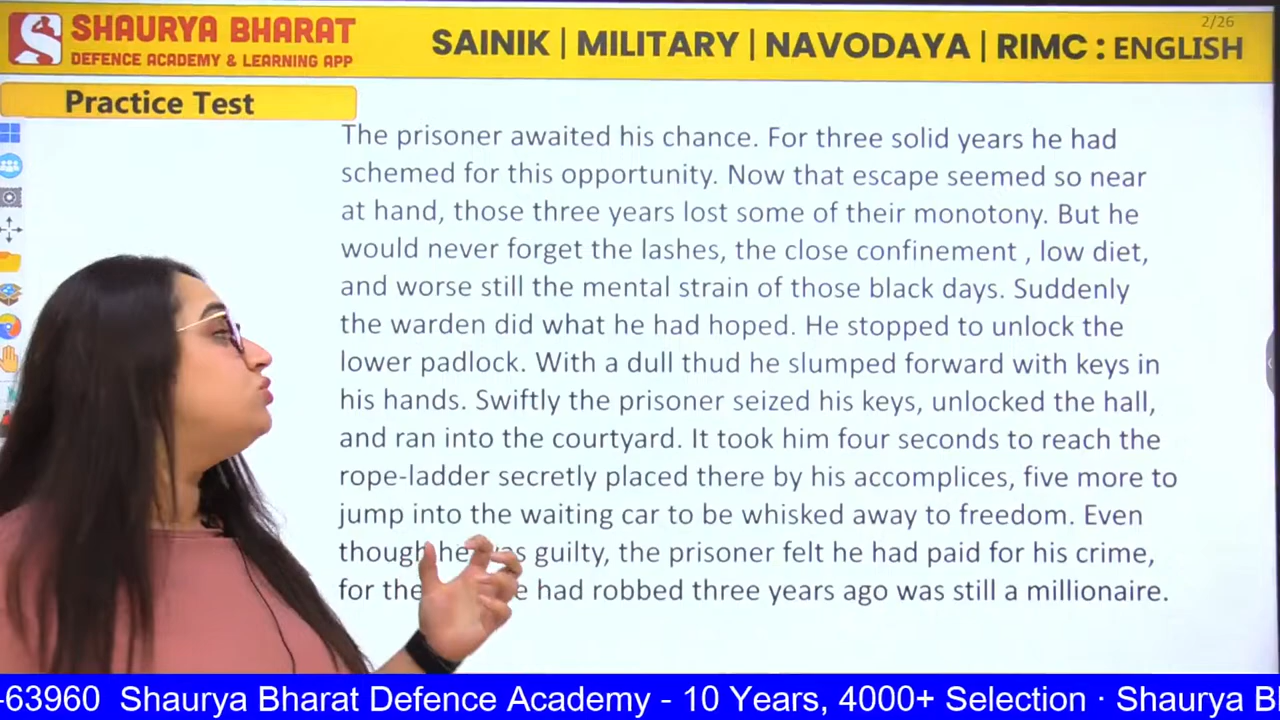 2/26
SHAURYA BHARAT
DEFENCE ACADEMY & LEARNING APP
SAINIK | MILITARY | NAVODAYA | RIMC : ENGLISH
Practice Test
The prisoner awaited his chance. For three solid years he had
schemed for this opportunity. Now that escape seemed so near
at hand, those three years lost some of their monotony. But he
would never forget the lashes, the close confinement , low diet,
and worse still the mental strain of those black days. Suddenly
the warden did what he had hoped. He stopped to unlock the
lower padlock. With a dull thud he slumped forward with keys in
his hands. Swiftly the prisoner seized his keys, unlocked the hall,
and ran into the courtyard. It took him four seconds to reach the
rope-ladder secretly placed there by his accomplices, five more to
jump into the waiting car to be whisked away to freedom. Even
though he was guilty, the prisoner felt he had paid for his crime,
for the had robbed three years ago was still a millionaire.
-63960 Shaurya Bharat Defence Academy - 10 Years, 4000+ Selection · Shaurya B